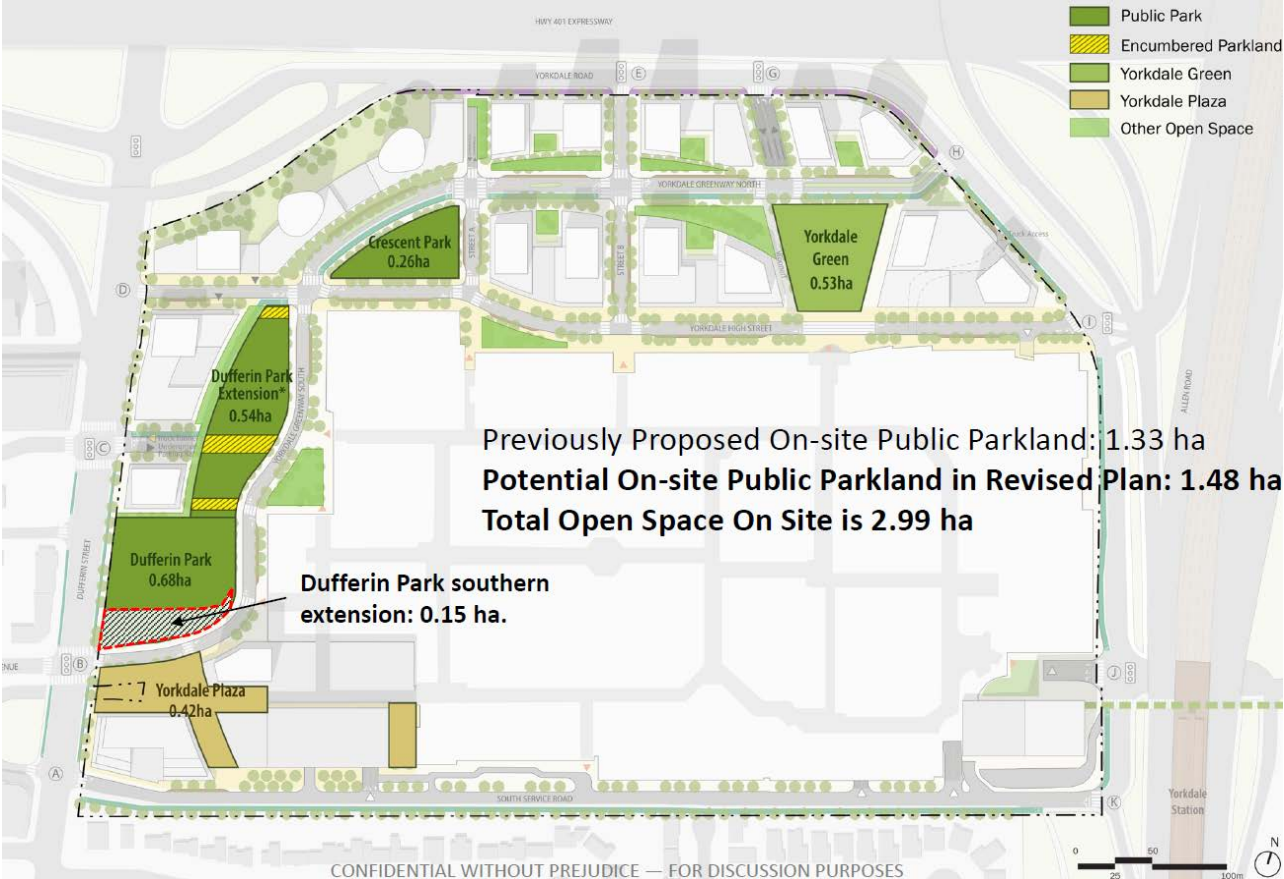 HWY 401 EXPRESSWAY
Public Park
Encumbered Parkland
Yorkdale Green
Yorkdale Plaza
Other Open Space
YORKDALE ROAD
E
G
H
YORKDALE GREENWAY NORTH
Crescent Park
0.26ha
STREET A
STREET B
Yorkdale
Green
0.53ha
Truck Access
D
YORKDALE HIGH STREET
I
Dufferin Park
Extension*
0.54ha
YORKDALE GREENWAY SOUTH
ALLEN ROAD
C
Previously Proposed On-site Public Parkland: 1.33 ha
Potential On-site Public Parkland in Revised Plan: 1.48 ha
Total Open Space On Site is 2.99 ha
DUFFERIN STREET
Dufferin Park
0.68ha
Dufferin Park southern
extension: 0.15 ha.
B
ENUE
J
Yorkdale Plaza
0.42ha
A
SOUTH SERVICE ROAD
K
Yorkdale
Station
CONFIDENTIAL WITHOUT PREJUDICE — FOR DISCUSSION PURPOSES
N
0
50
25
100m